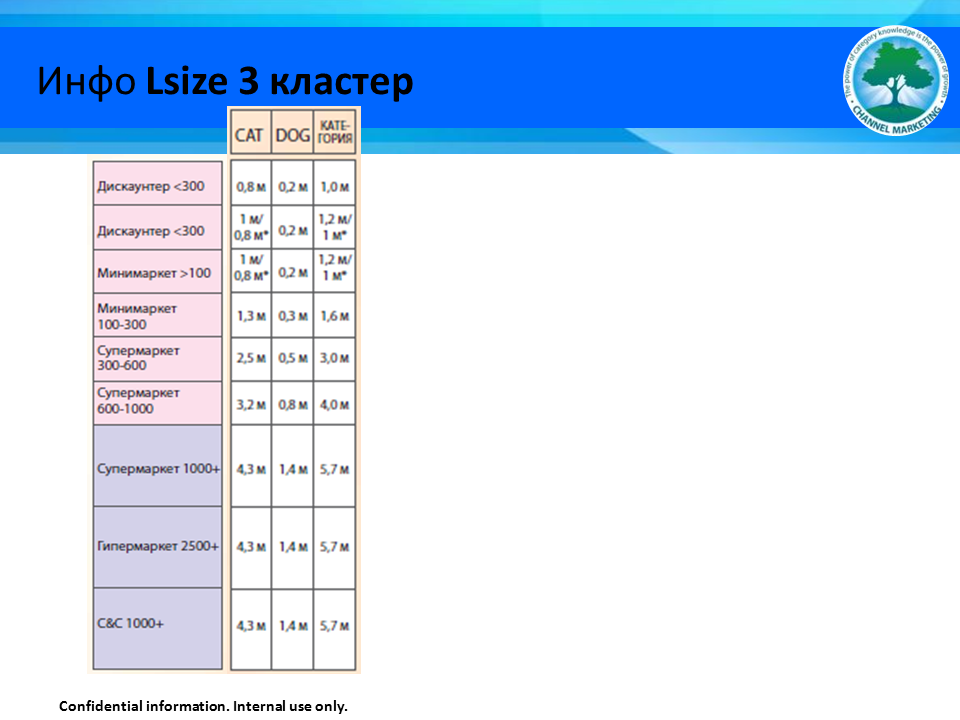 Инфо Lsize 3 кластер
The power of category knowledge is the power of growth
CHANNEL MARKETING
CAT DOG КАТЕ-
ГОРИЯ
Дискаунтер <300 0,8 м 0,2 м 1,0 м
Дискаунтер <300 1 м/ 0,2 м 1,2 м/
0,8 м* 1 м*
Минимаркет >100 1 м/ 0,2 м 1,2 м/
0,8 м* 1 м*
Минимаркет 1,3 м 0,3 м 1,6 м
100-300
Супермаркет 2,5 м 0,5 м 3,0 м
300-600
Супермаркет 3,2 м 0,8 м 4,0 м
600-1000
Супермаркет 1000+ 4,3 м 1,4 м 5,7 м
Гипермаркет 2500+ 4,3 м 1,4 м 5,7 м
C&C 1000+ 4,3 м 1,4 м 5,7 м
Confidential information. Internal use only.